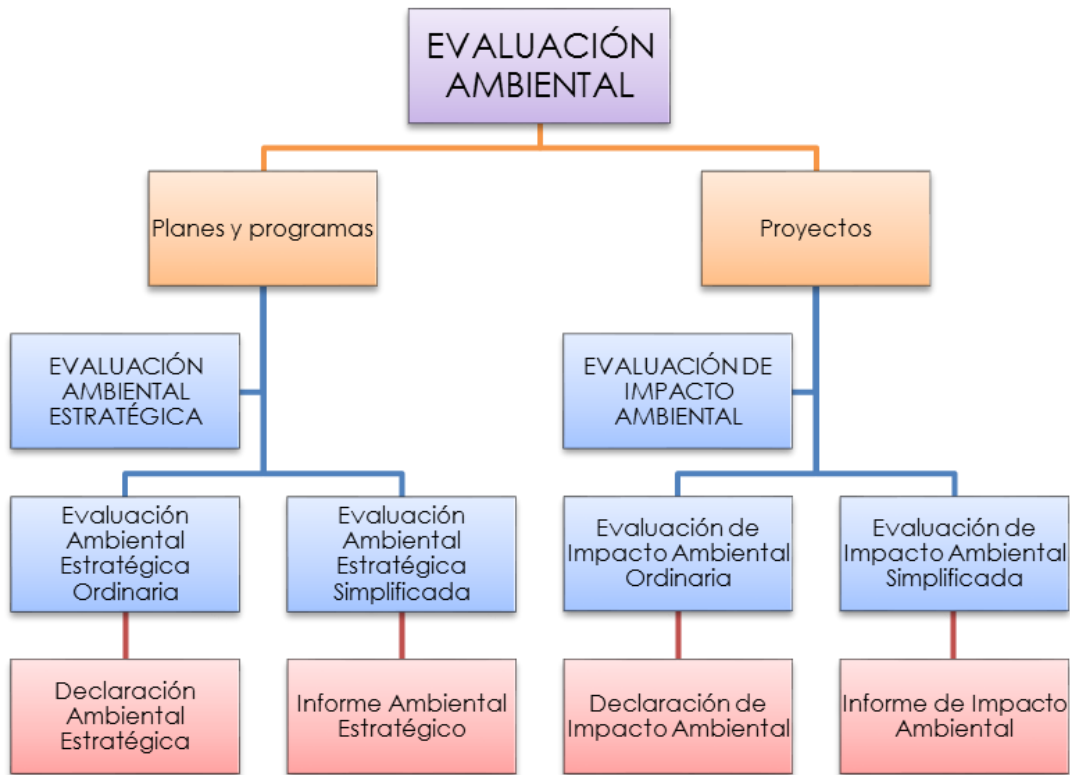 EVALUACIÓN
AMBIENTAL
Planes y programas
Proyectos
EVALUACIÓN
AMBIENTAL
ESTRATÉGICA
EVALUACIÓN DE
IMPACTO
AMBIENTAL
Evaluación
Ambiental
Estratégica
Ordinaria
Evaluación
Ambiental
Estratégica
Simplificada
Evaluación de
Impacto Ambiental
Ordinaria
Evaluación de
Impacto Ambiental
Simplificada
Declaración
Ambiental
Estratégica
Informe Ambiental
Estratégico
Declaración de
Impacto Ambiental
Informe de Impacto
Ambiental